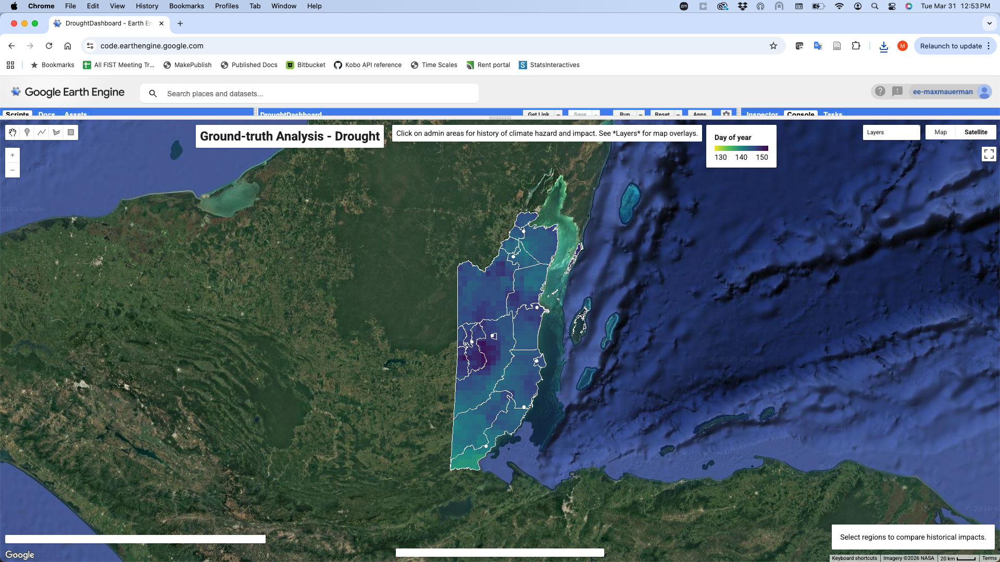 Chrome File Edit View History Bookmarks Profiles Tab Window Help
zm
Tue Mar 31 12:53 PM
DroughtDashboard - Earth En
code.earthengine.google.com
M
Relaunch to update
Bookmarks
All FIST Meeting Tr...
MakePublish
Published Docs
Bitbucket
Kobo API reference
Time Scales
Rent portal
S StatsInteractives
Google Earth Engine
Search places and datasets...
ee-maxmauerman
Scripts Docs Assets
DroughtDashboard
Get Link Save Run Reset Apps
Inspector Console Tasks
Ground-truth Analysis - Drought
Click on admin areas for history of climate hazard and impact. See *Layers* for map overlays.
Day of year
130 140 150
Layers
Map Satellite
+
−
Select regions to compare historical impacts.
Google
Keyboard shortcuts Imagery ©2026 NASA 20 km Terms